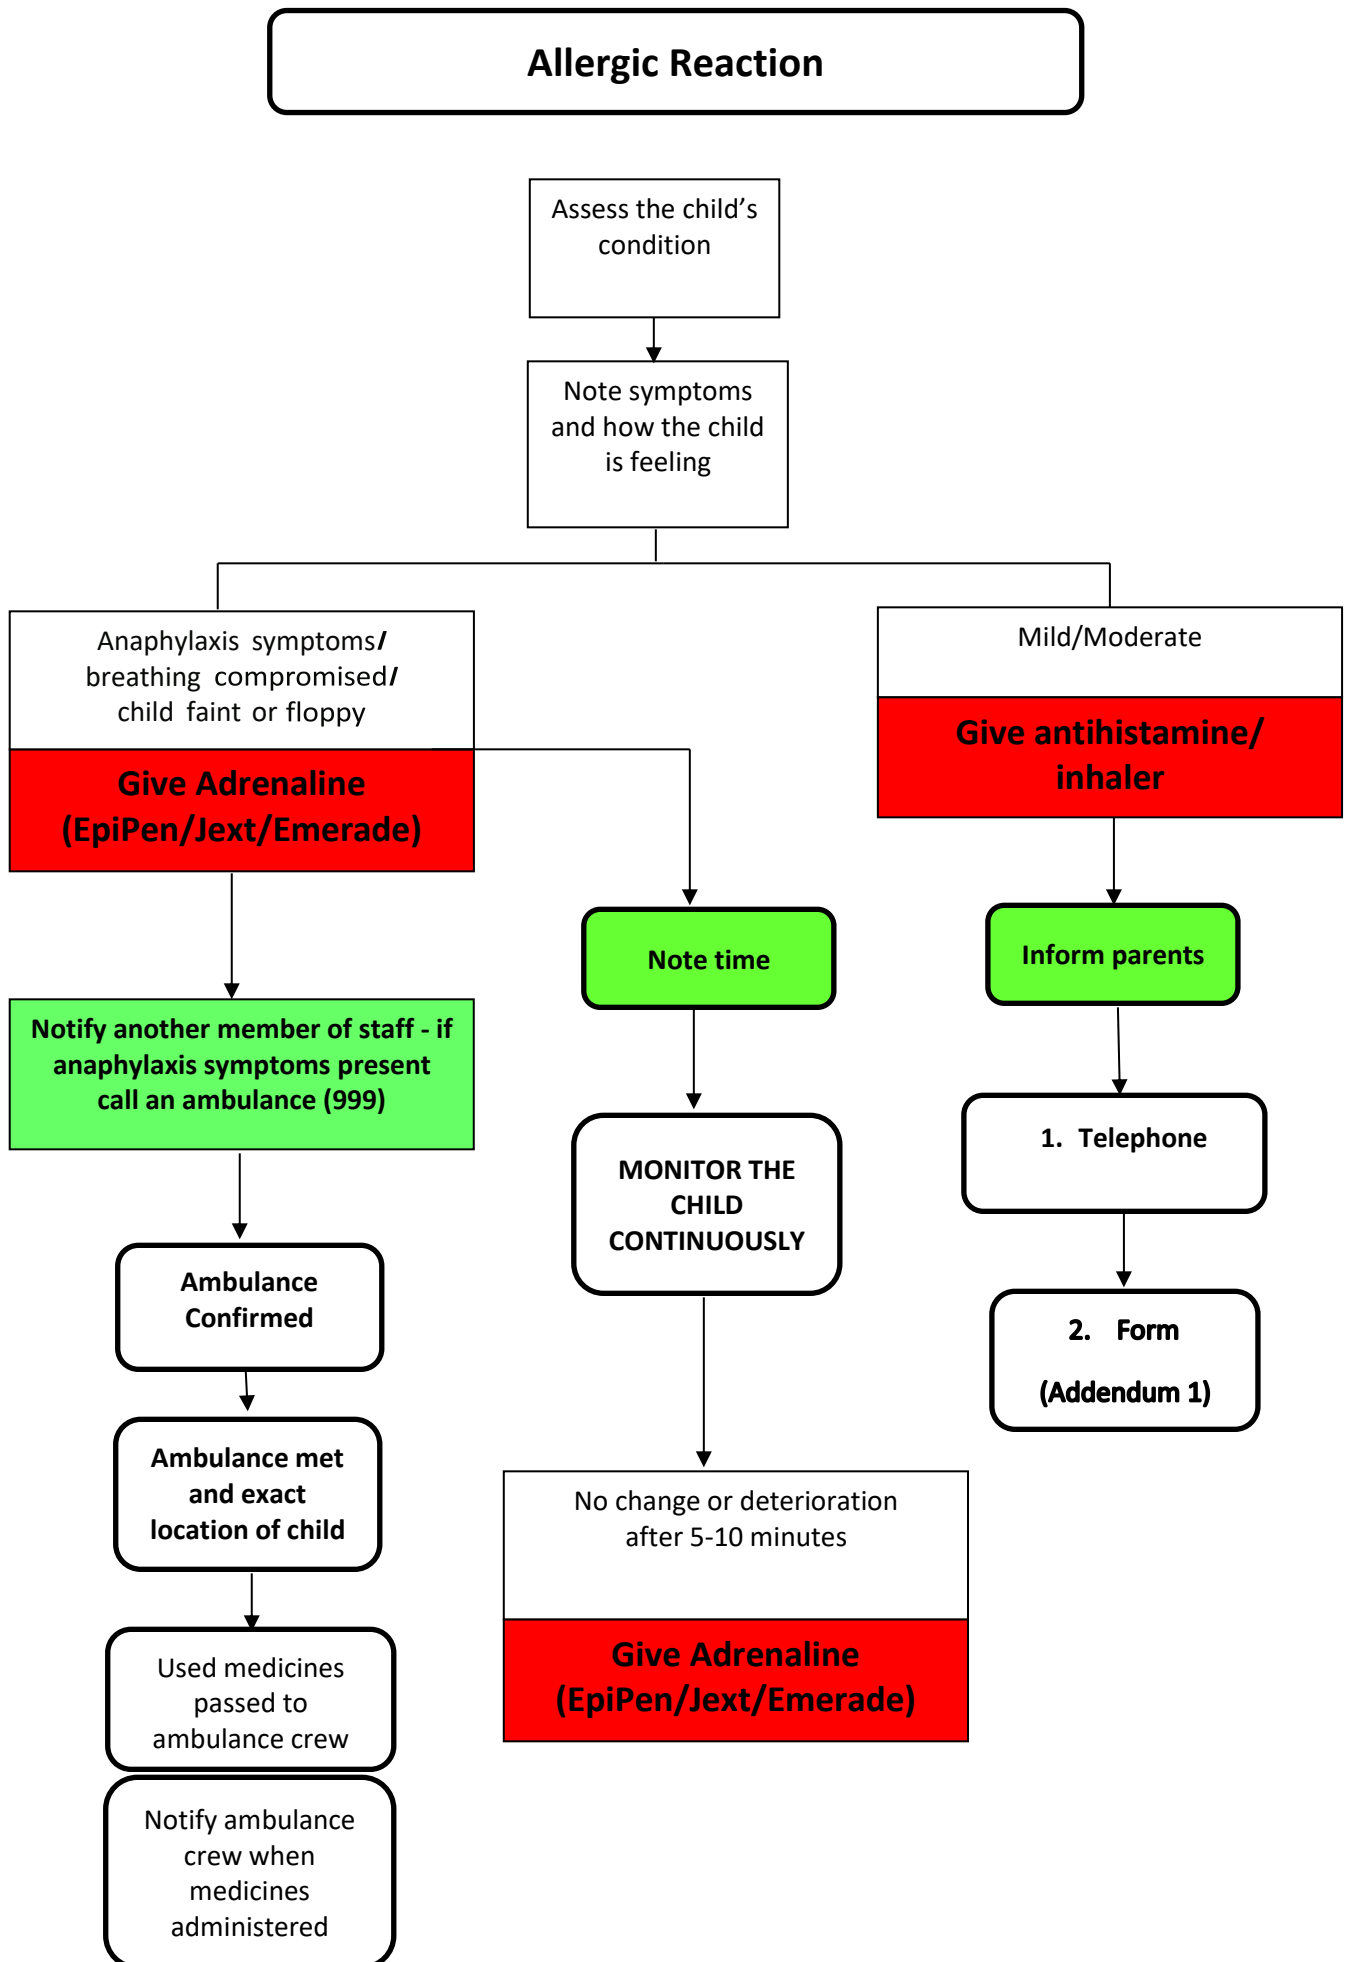 Allergic Reaction
Assess the child’s
condition
Note symptoms
and how the child
is feeling
Anaphylaxis symptoms/
breathing compromised/
child faint or floppy
Give Adrenaline
(EpiPen/Jext/Emerade)
Mild/Moderate
Give antihistamine/
inhaler
Note time
Inform parents
Notify another member of staff - if
anaphylaxis symptoms present
call an ambulance (999)
MONITOR THE
CHILD
CONTINUOUSLY
1. Telephone
Ambulance
Confirmed
2. Form
(Addendum 1)
Ambulance met
and exact
location of child
No change or deterioration
after 5-10 minutes
Give Adrenaline
(EpiPen/Jext/Emerade)
Used medicines
passed to
ambulance crew
Notify ambulance
crew when
medicines
administered